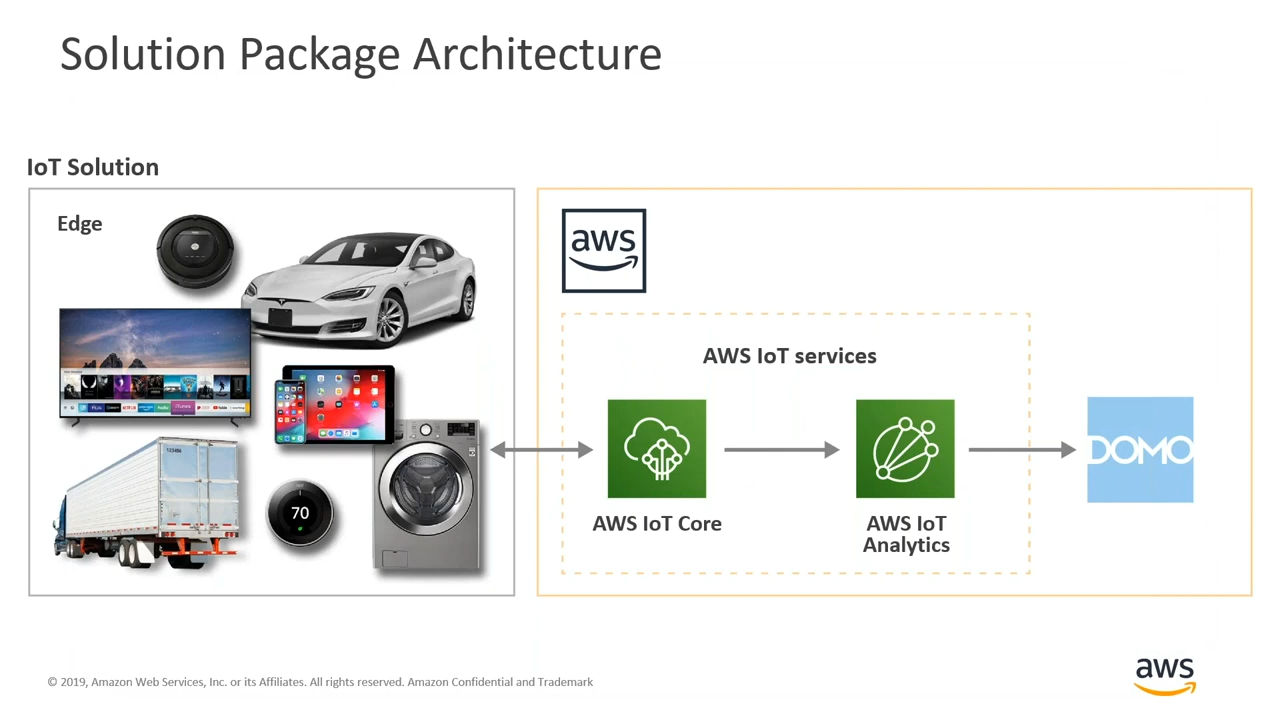 Solution Package Architecture
IoT Solution
Edge
aws
AWS IoT services
DOMO
70
AWS IoT Core
AWS IoT
Analytics
© 2019, Amazon Web Services, Inc. or its Affiliates. All rights reserved. Amazon Confidential and Trademark
aws